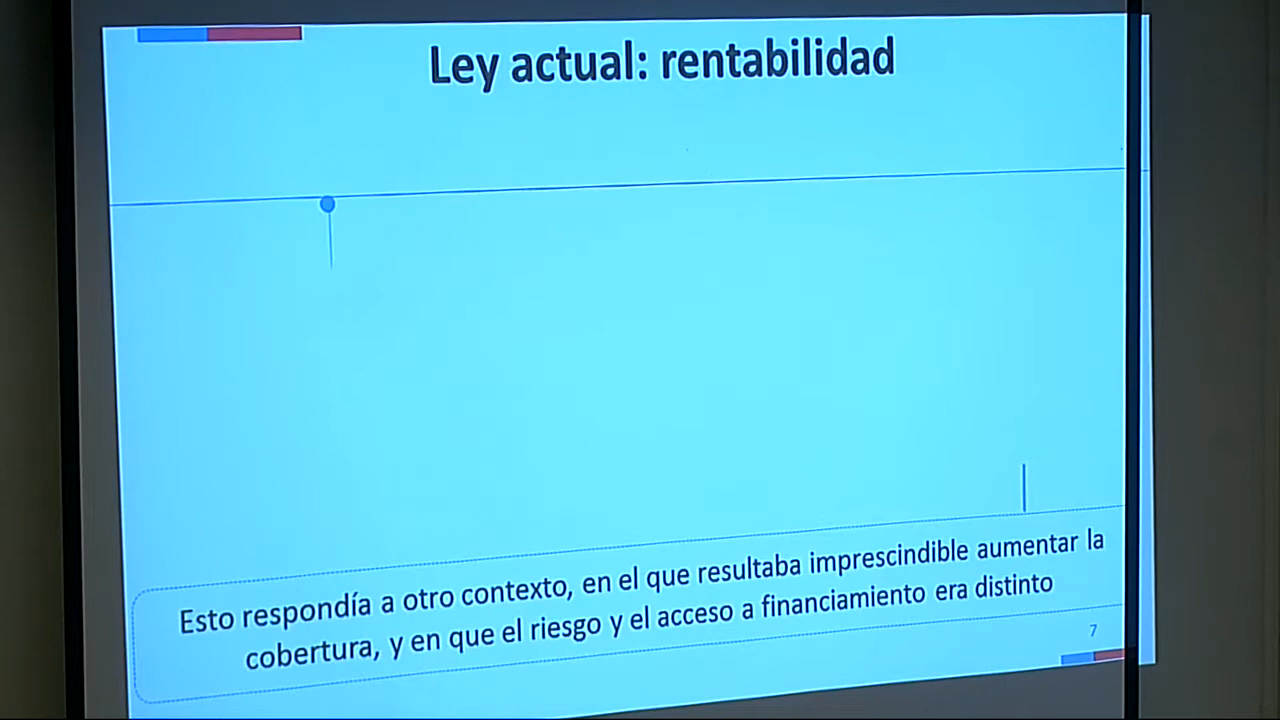 Ley actual: rentabilidad
Esto respondía a otro contexto, en el que resultaba imprescindible aumentar la
cobertura, y en que el riesgo y el acceso a financiamiento era distinto
7